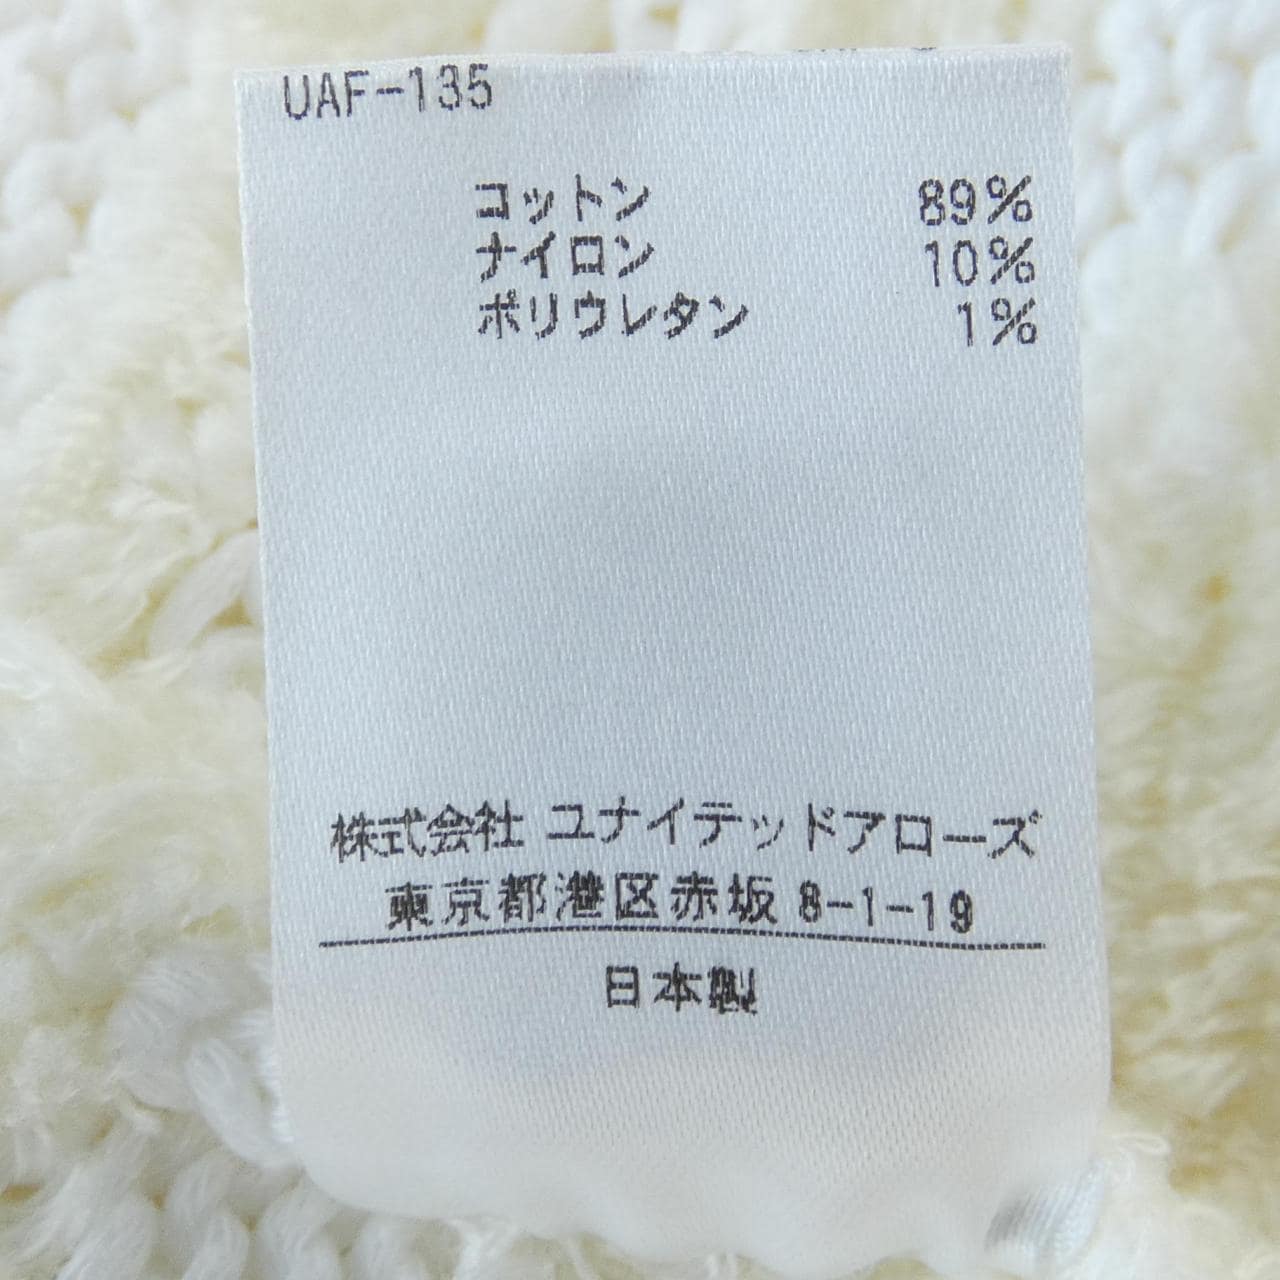 UAF-135
コットン 89%
ナイロン 10%
ポリウレタン 1%
株式会社 ユナイテッドアローズ
東京都港区赤坂 8-1-19
日本製